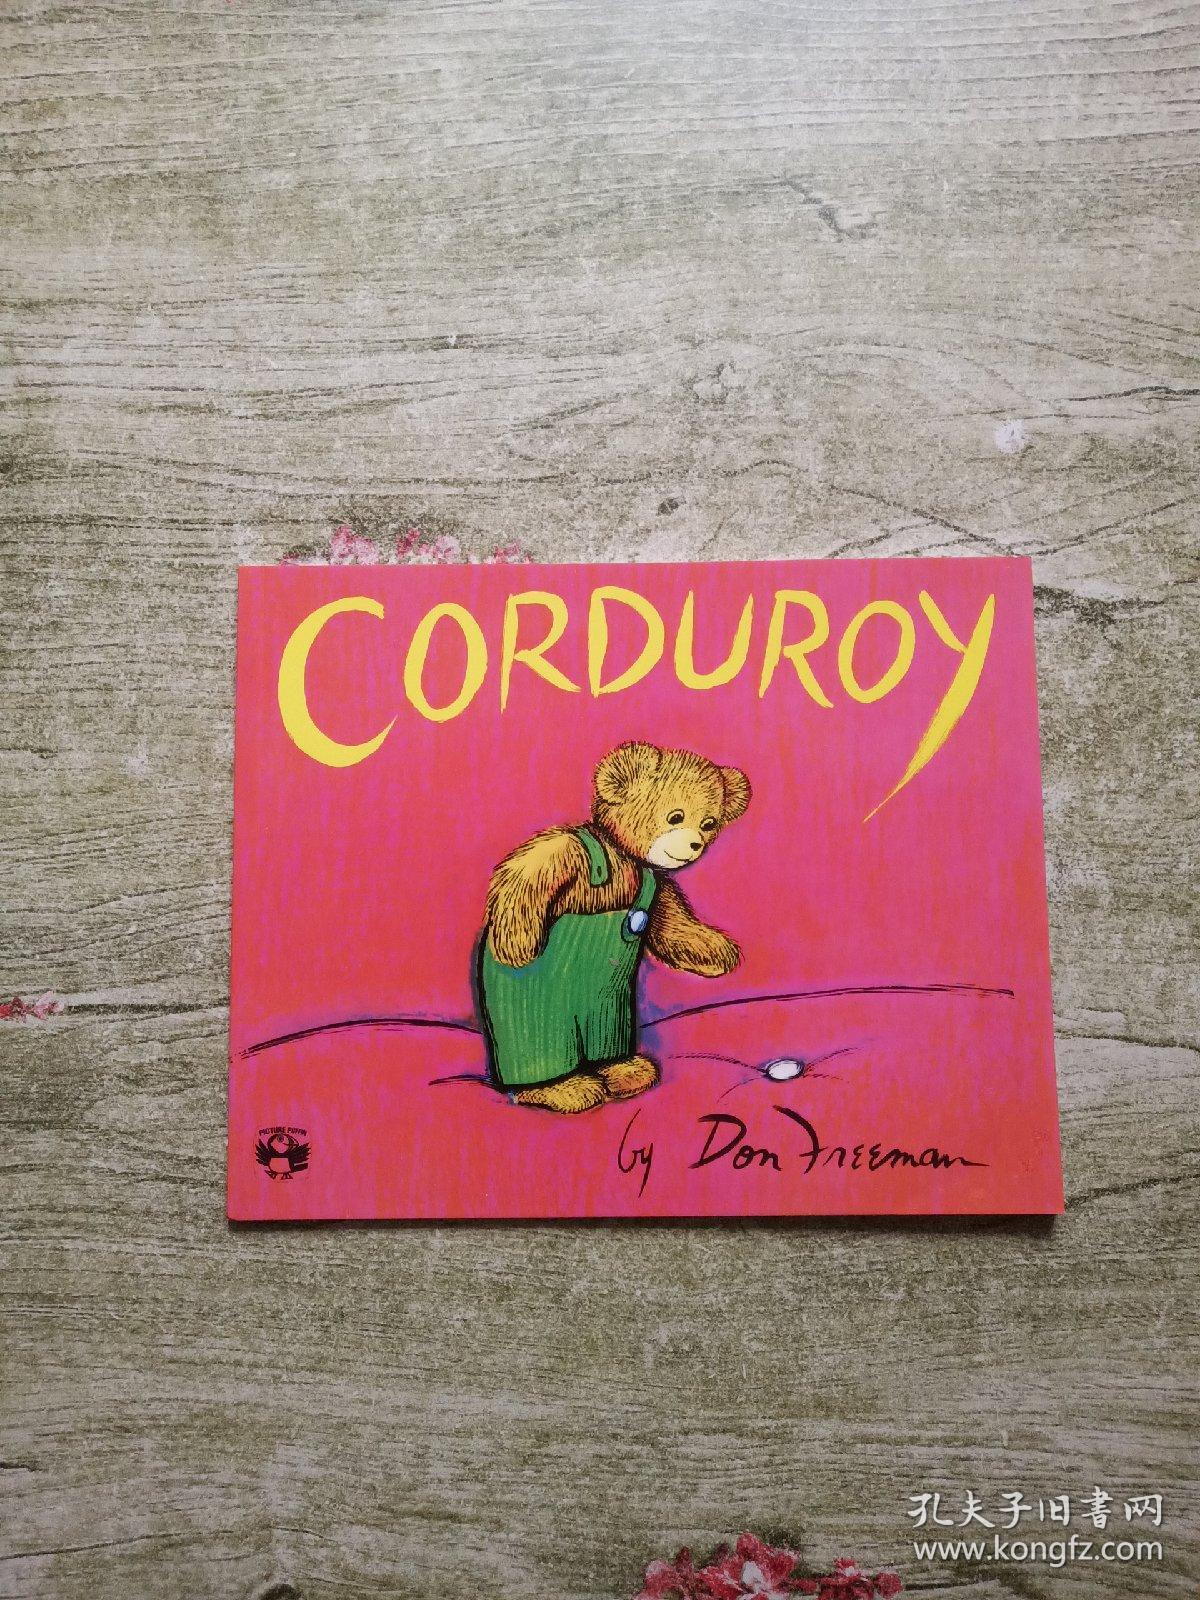 CORDUROY
by Don Freeman
PICTURE PUFFIN
孔夫子旧书网
www.kongfz.com